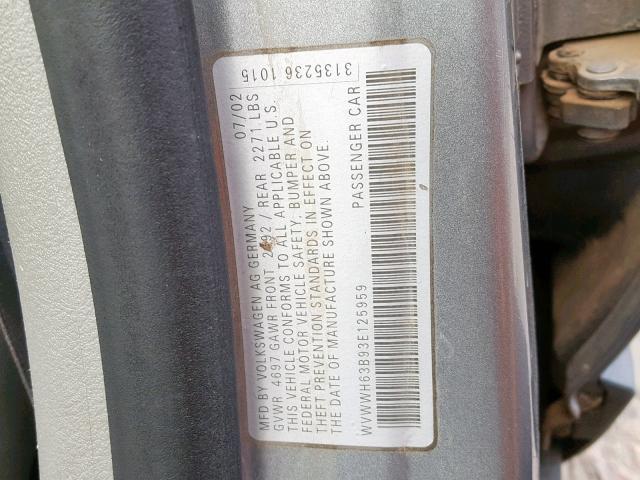 3135236 1015
MFD BY VOLKSWAGEN AG GERMANY 07/02
GVWR 4697 GAWR FRONT 2492 / REAR 2271.LBS
THIS VEHICLE CONFORMS TO ALL APPLICABLE U.S.
FEDERAL MOTOR VEHICLE SAFETY, BUMPER AND
THEFT PREVENTION STANDARDS IN EFFECT ON
THE DATE OF MANUFACTURE SHOWN ABOVE.
PASSENGER CAR
WVWWH63B93E125959